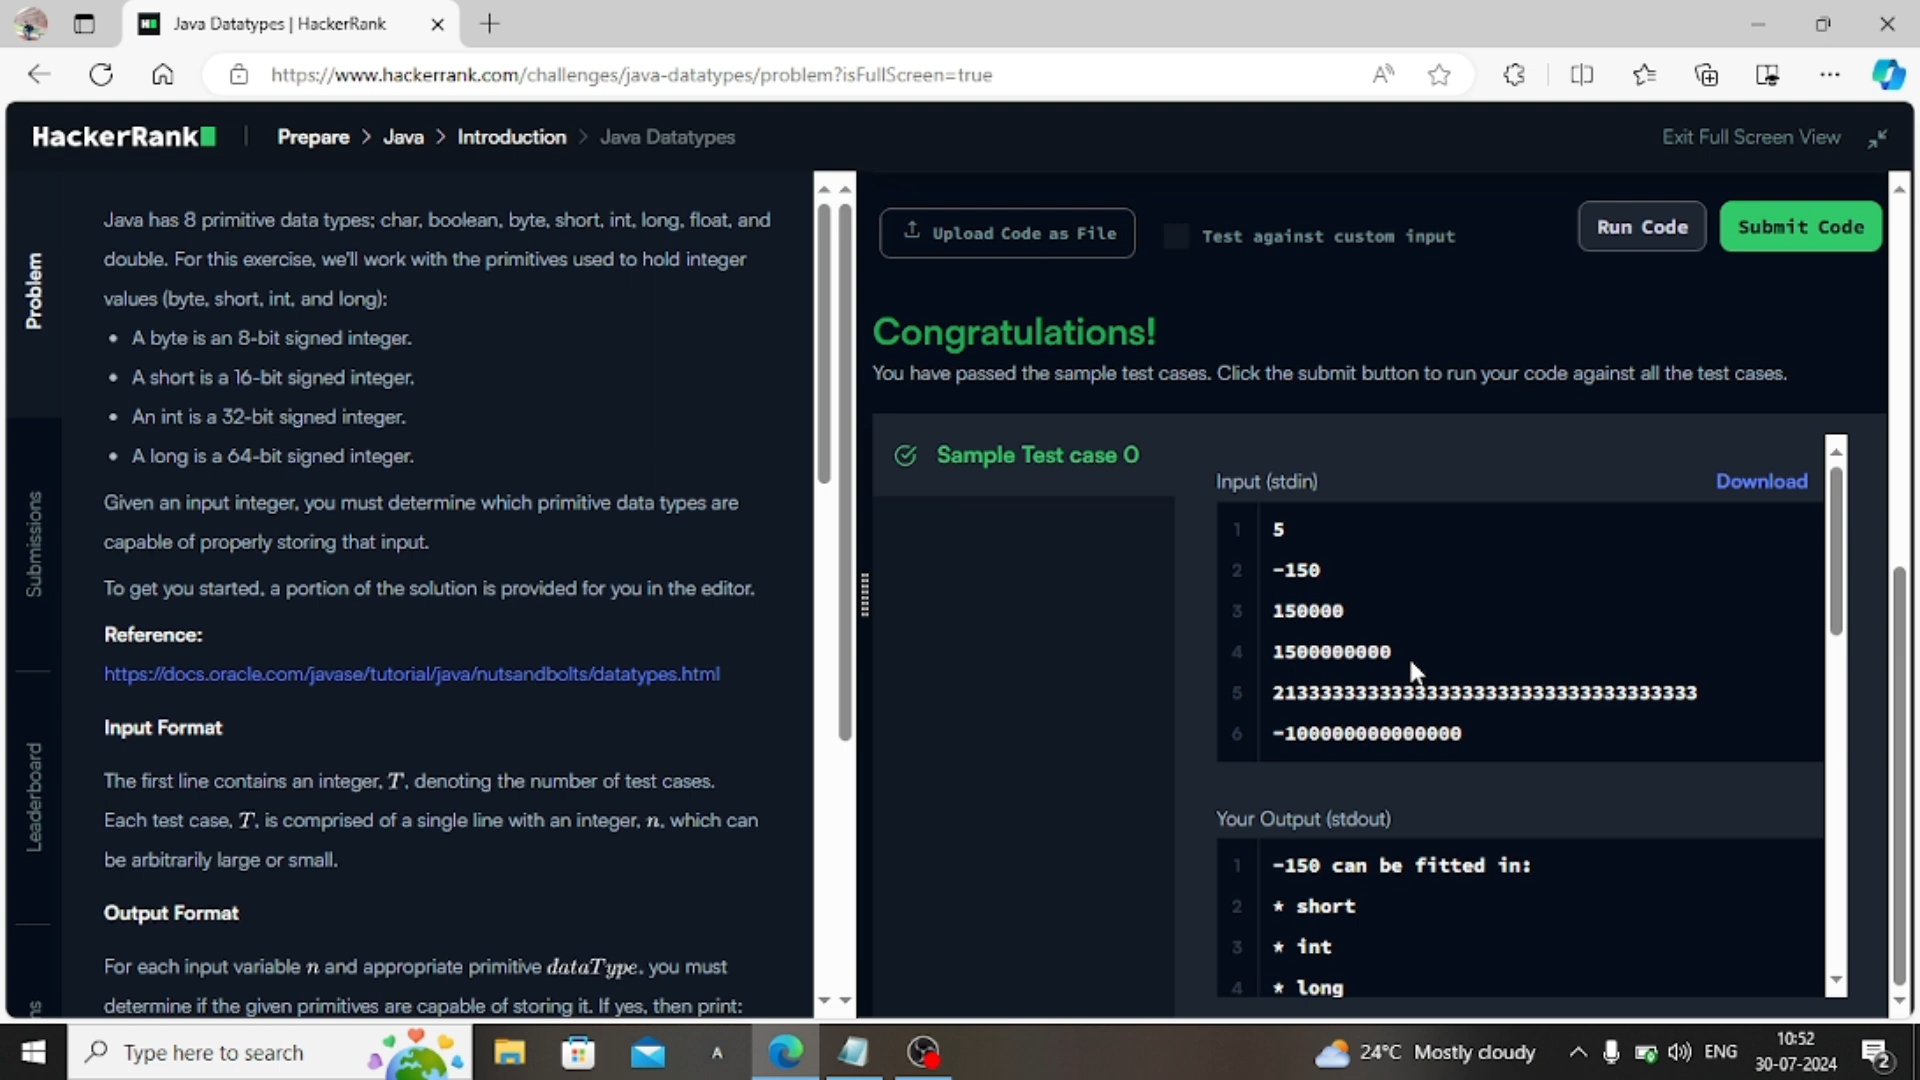 Java Datatypes | HackerRank
https://www.hackerrank.com/challenges/java-datatypes/problem?isFullScreen=true
HackerRank
Prepare > Java > Introduction > Java Datatypes
Exit Full Screen View
Problem
Submissions
Leaderboard
ns
Java has 8 primitive data types; char, boolean, byte, short, int, long, float, and
double. For this exercise, we'll work with the primitives used to hold integer
values (byte, short, int, and long):
• A byte is an 8-bit signed integer.
• A short is a 16-bit signed integer.
• An int is a 32-bit signed integer.
• A long is a 64-bit signed integer.
Given an input integer, you must determine which primitive data types are
capable of properly storing that input.
To get you started, a portion of the solution is provided for you in the editor.
Reference:
https://docs.oracle.com/javase/tutorial/java/nutsandbolts/datatypes.html
Input Format
The first line contains an integer, T, denoting the number of test cases.
Each test case, T, is comprised of a single line with an integer, n, which can
be arbitrarily large or small.
Output Format
For each input variable n and appropriate primitive dataType, you must
determine if the given primitives are capable of storing it. If yes, then print:
Upload Code as File
Test against custom input
Run Code
Submit Code
Congratulations!
You have passed the sample test cases. Click the submit button to run your code against all the test cases.
Sample Test case 0
Input (stdin)
Download
1 5
2 -150
3 150000
4 1500000000
5 213333333333333333333333333333333333
6 -100000000000000
Your Output (stdout)
1 -150 can be fitted in:
2 * short
3 * int
4 * long
Type here to search
A
24°C Mostly cloudy
ENG
10:52
30-07-2024
2